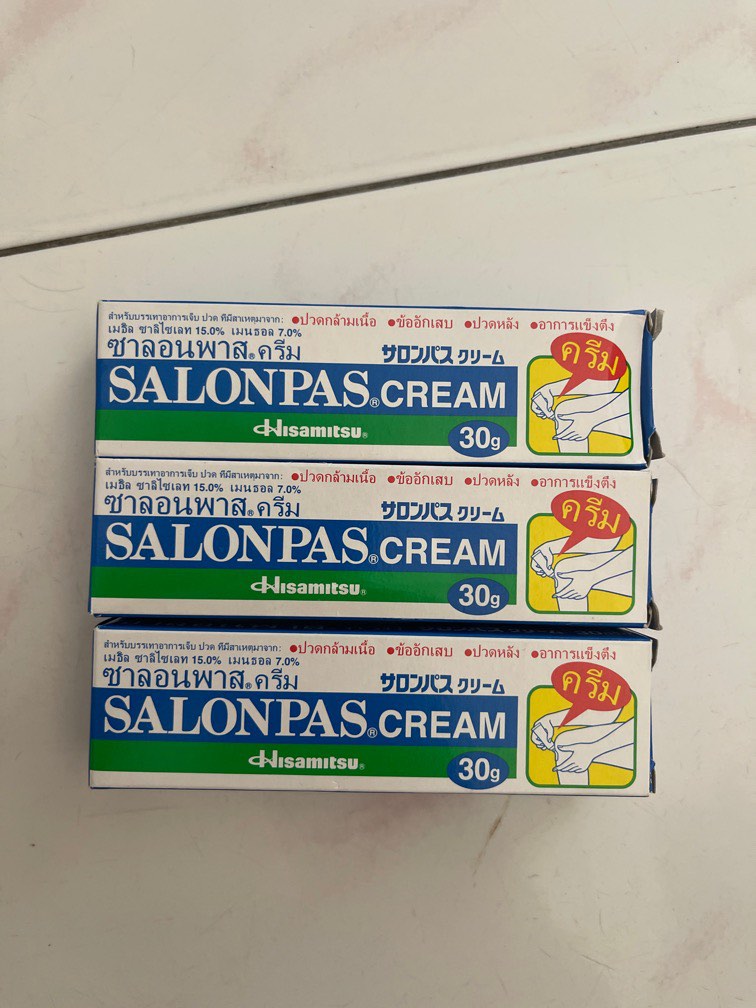 สำหรับบรรเทาอาการเจ็บ ปวด ที่มีสาเหตุมาจาก: •ปวดกล้ามเนื้อ •ข้ออักเสบ •ปวดหลัง •อาการแข็งตึง
เมธิล ซาลิไซเลท 15.0% เมนธอล 7.0%
ซาลอนพาส® ครีม サロンパス クリーム
ครีม
SALONPAS® CREAM
Hisamitsu®
30g
สำหรับบรรเทาอาการเจ็บ ปวด ที่มีสาเหตุมาจาก: •ปวดกล้ามเนื้อ •ข้ออักเสบ •ปวดหลัง •อาการแข็งตึง
เมธิล ซาลิไซเลท 15.0% เมนธอล 7.0%
ซาลอนพาส® ครีม サロンパス クリーム
ครีม
SALONPAS® CREAM
Hisamitsu®
30g
สำหรับบรรเทาอาการเจ็บ ปวด ที่มีสาเหตุมาจาก: •ปวดกล้ามเนื้อ •ข้ออักเสบ •ปวดหลัง •อาการแข็งตึง
เมธิล ซาลิไซเลท 15.0% เมนธอล 7.0%
ซาลอนพาส® ครีม サロンパス クリーム
ครีม
SALONPAS® CREAM
Hisamitsu®
30g